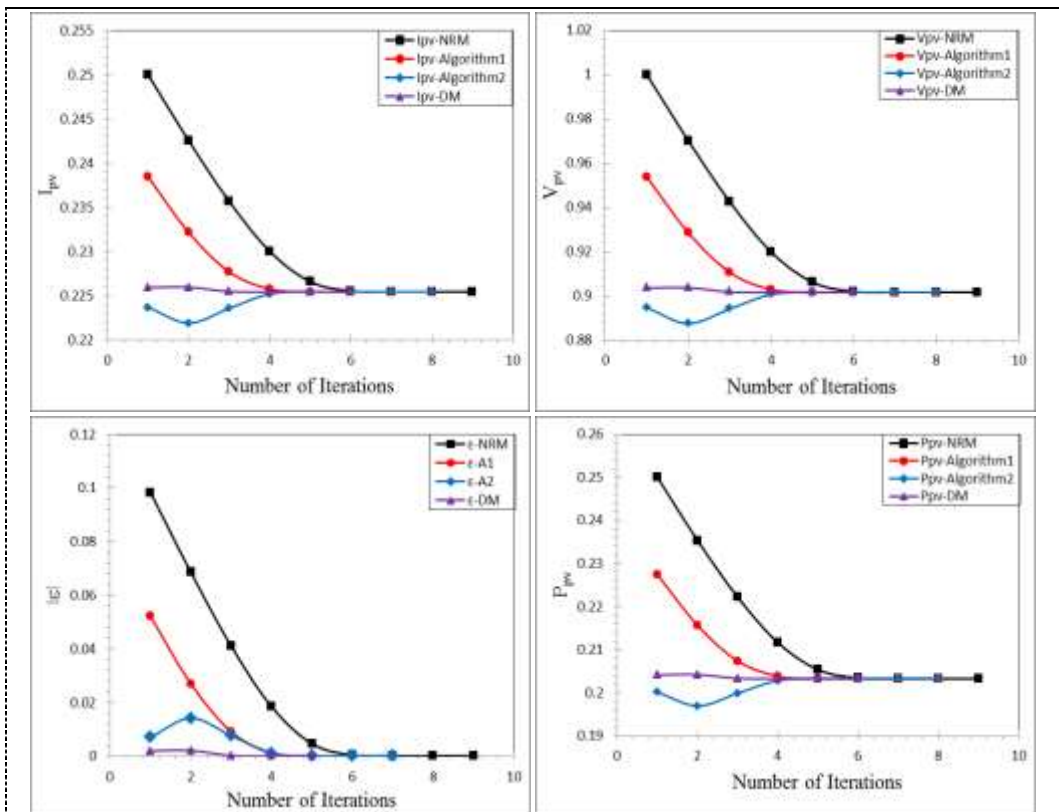 0.255
0.25
0.245
0.24
0.235
0.23
0.225
0.22
I_pv
0 2 4 6 8 10
Number of Iterations
Ipv-NRM
Ipv-Algorithm1
Ipv-Algorithm2
Ipv-DM
1.02
1
0.98
0.96
0.94
0.92
0.9
0.88
V_pv
0 2 4 6 8 10
Number of Iterations
Vpv-NRM
Vpv-Algorithm1
Vpv-Algorithm2
Vpv-DM
0.12
0.1
0.08
0.06
0.04
0.02
0
|ε|
0 2 4 6 8 10
Number of Iterations
ε-NRM
ε-A1
ε-A2
ε-DM
0.26
0.25
0.24
0.23
0.22
0.21
0.2
0.19
P_pv
0 2 4 6 8 10
Number of Iterations
Ppv-NRM
Ppv-Algorithm1
Ppv-Algorithm2
Ppv-DM